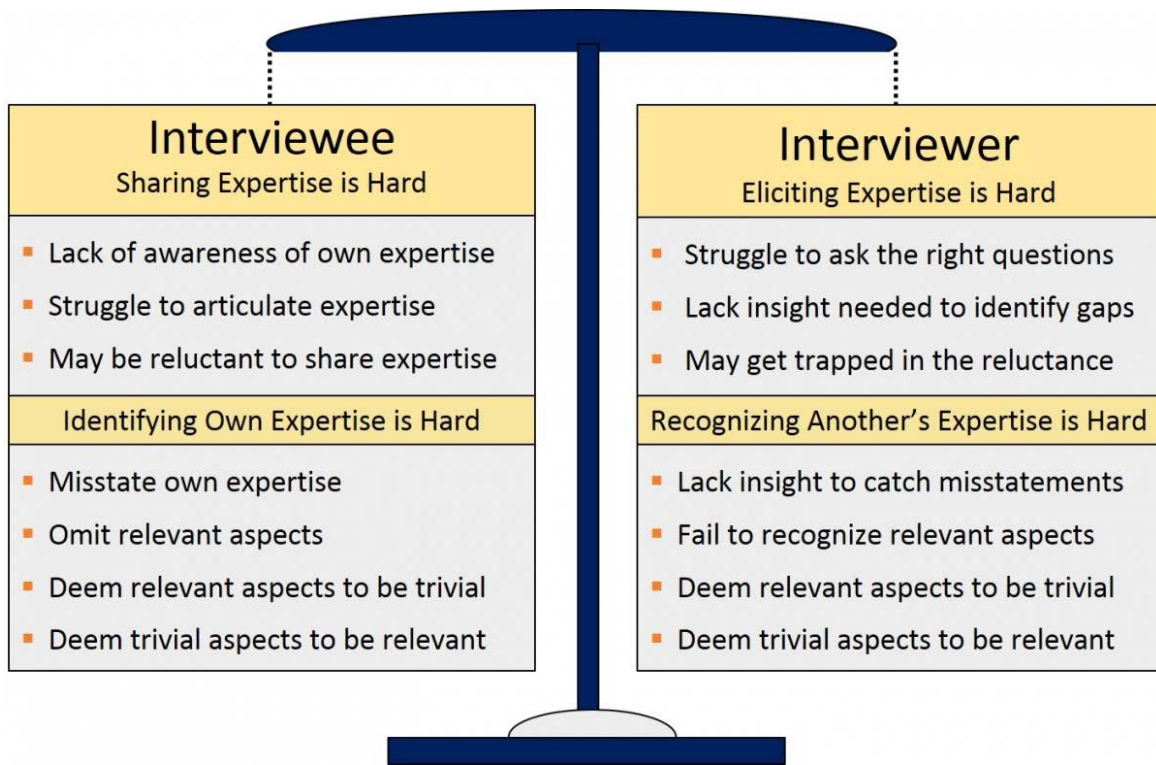 Interviewee
Sharing Expertise is Hard
▪ Lack of awareness of own expertise
▪ Struggle to articulate expertise
▪ May be reluctant to share expertise
Identifying Own Expertise is Hard
▪ Misstate own expertise
▪ Omit relevant aspects
▪ Deem relevant aspects to be trivial
▪ Deem trivial aspects to be relevant
Interviewer
Eliciting Expertise is Hard
▪ Struggle to ask the right questions
▪ Lack insight needed to identify gaps
▪ May get trapped in the reluctance
Recognizing Another’s Expertise is Hard
▪ Lack insight to catch misstatements
▪ Fail to recognize relevant aspects
▪ Deem relevant aspects to be trivial
▪ Deem trivial aspects to be relevant